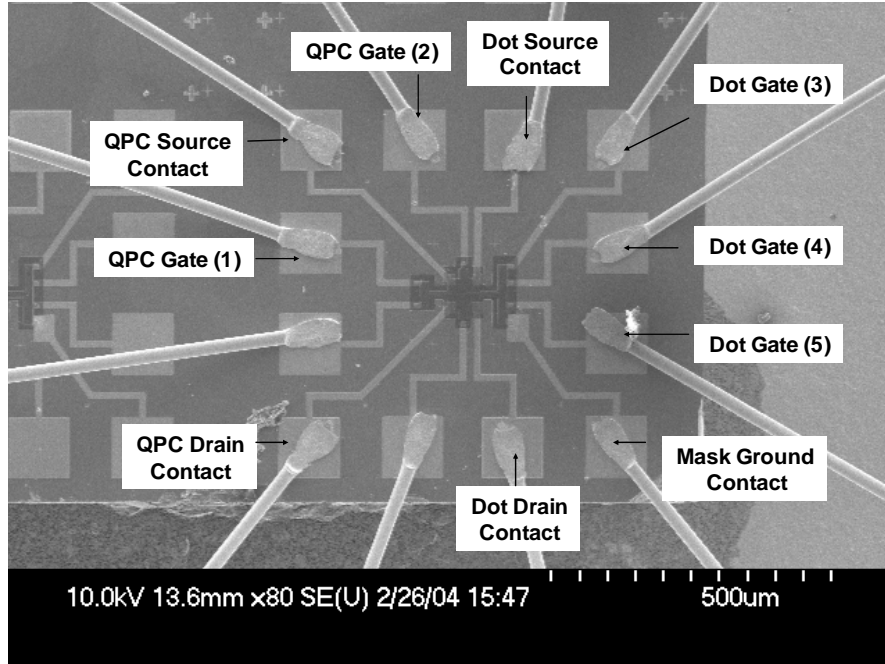 QPC Gate (2)
Dot Source
Contact
Dot Gate (3)
QPC Source
Contact
QPC Gate (1)
Dot Gate (4)
Dot Gate (5)
QPC Drain
Contact
Dot Drain
Contact
Mask Ground
Contact
10.0kV 13.6mm x80 SE(U) 2/26/04 15:47
500um